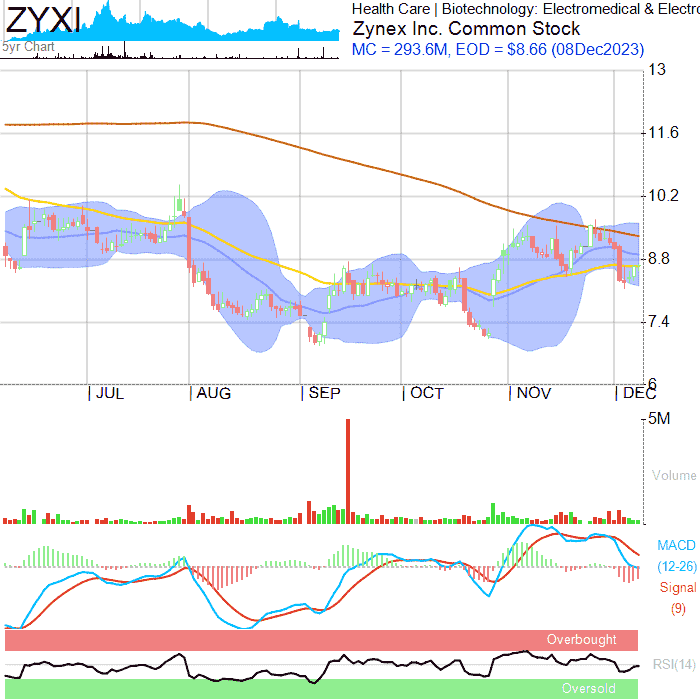 ZYXI
5yr Chart
Health Care | Biotechnology: Electromedical & Electro
Zynex Inc. Common Stock
MC = 293.6M, EOD = $8.66 (08Dec2023)
13
11.6
10.2
8.8
7.4
6
JUL AUG SEP OCT NOV DEC
5M
Volume
MACD
(12-26)
Signal
(9)
Overbought
RSI(14)
Oversold